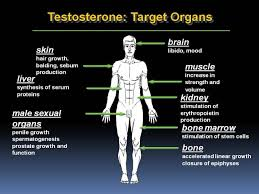 Testosterone: Target Organs
skin
hair growth,
balding, sebum
production
liver
synthesis of serum
proteins
male sexual
organs
penile growth
spermatogenesis
prostate growth and
function
brain
libido, mood
muscle
increase in
strength and
volume
kidney
stimulation of
erythropoietin
production
bone marrow
stimulation of stem cells
bone
accelerated linear growth
closure of epiphyses